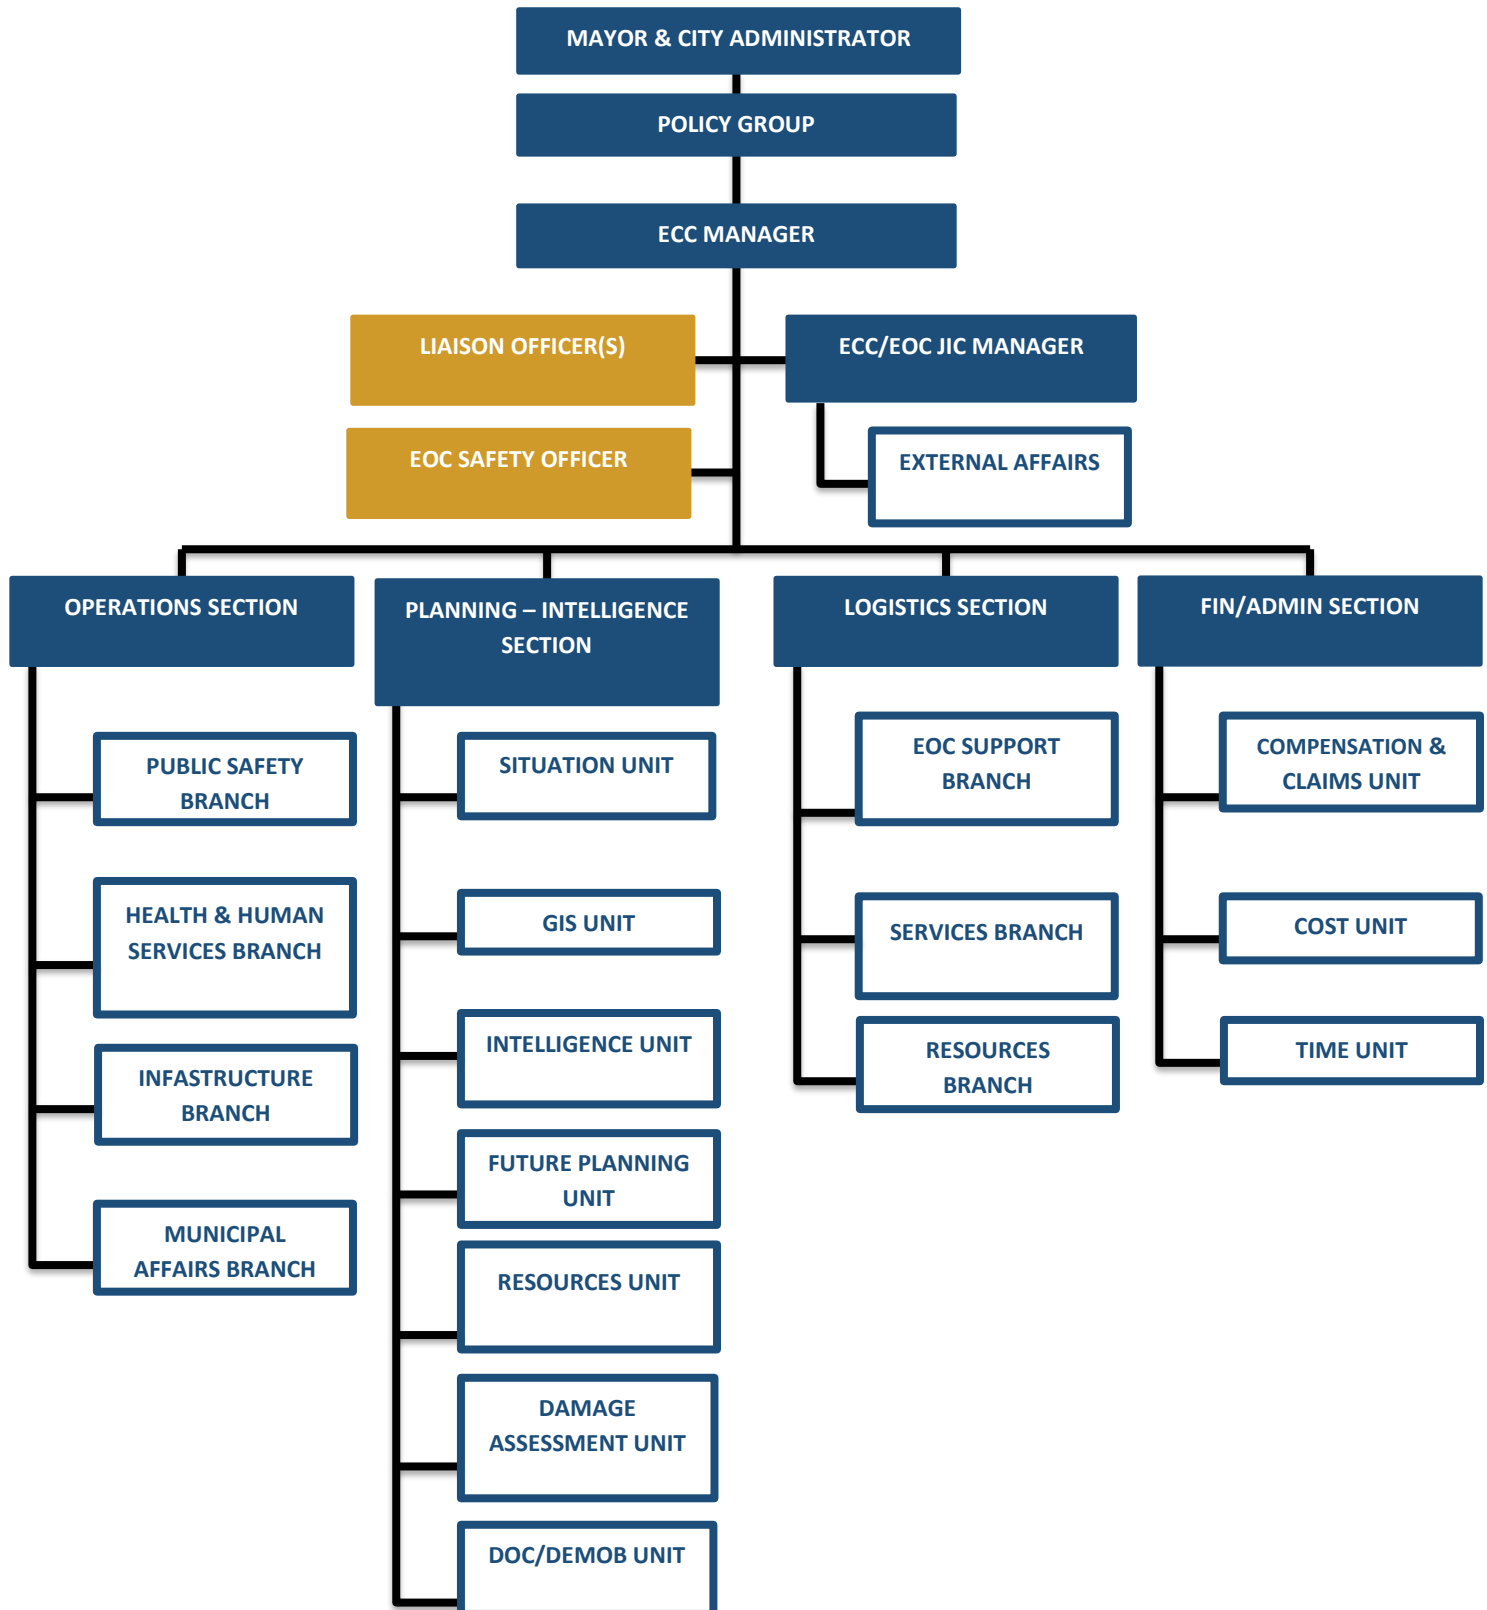 MAYOR & CITY ADMINISTRATOR
POLICY GROUP
ECC MANAGER
LIAISON OFFICER(S)
ECC/EOC JIC MANAGER
EOC SAFETY OFFICER
EXTERNAL AFFAIRS
OPERATIONS SECTION
PUBLIC SAFETY
BRANCH
HEALTH & HUMAN
SERVICES BRANCH
INFASTRUCTURE
BRANCH
MUNICIPAL
AFFAIRS BRANCH
PLANNING – INTELLIGENCE
SECTION
SITUATION UNIT
GIS UNIT
INTELLIGENCE UNIT
FUTURE PLANNING
UNIT
RESOURCES UNIT
DAMAGE
ASSESSMENT UNIT
DOC/DEMOB UNIT
LOGISTICS SECTION
EOC SUPPORT
BRANCH
SERVICES BRANCH
RESOURCES
BRANCH
FIN/ADMIN SECTION
COMPENSATION &
CLAIMS UNIT
COST UNIT
TIME UNIT